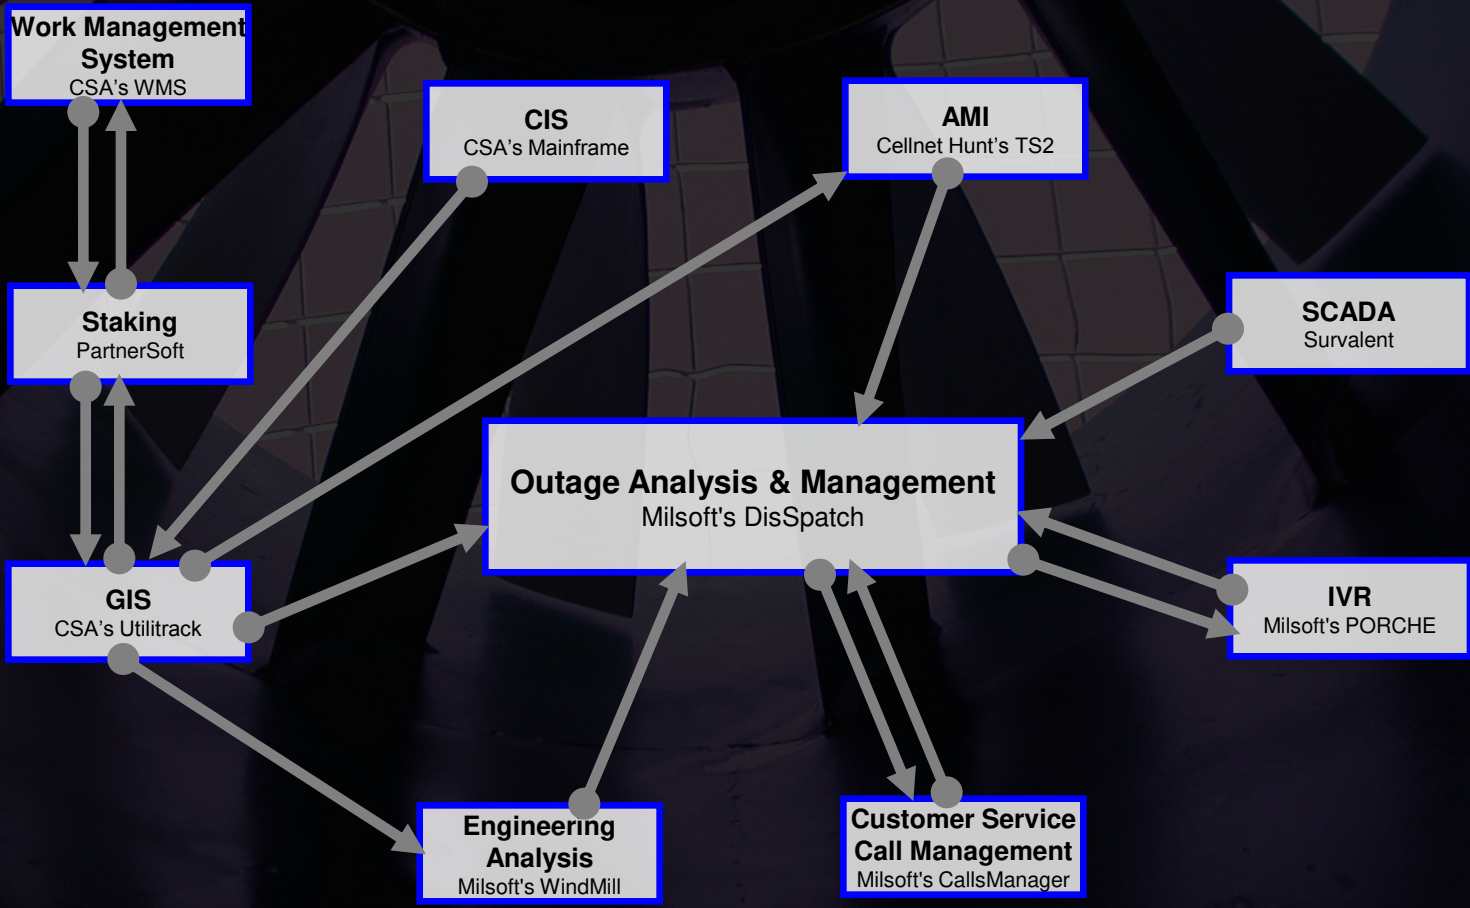 Work Management
System
CSA's WMS
CIS
CSA's Mainframe
AMI
Cellnet Hunt's TS2
Staking
PartnerSoft
SCADA
Survalent
Outage Analysis & Management
Milsoft's DisSpatch
GIS
CSA's Utilitrack
IVR
Milsoft's PORCHE
Engineering
Analysis
Milsoft's WindMill
Customer Service
Call Management
Milsoft's CallsManager